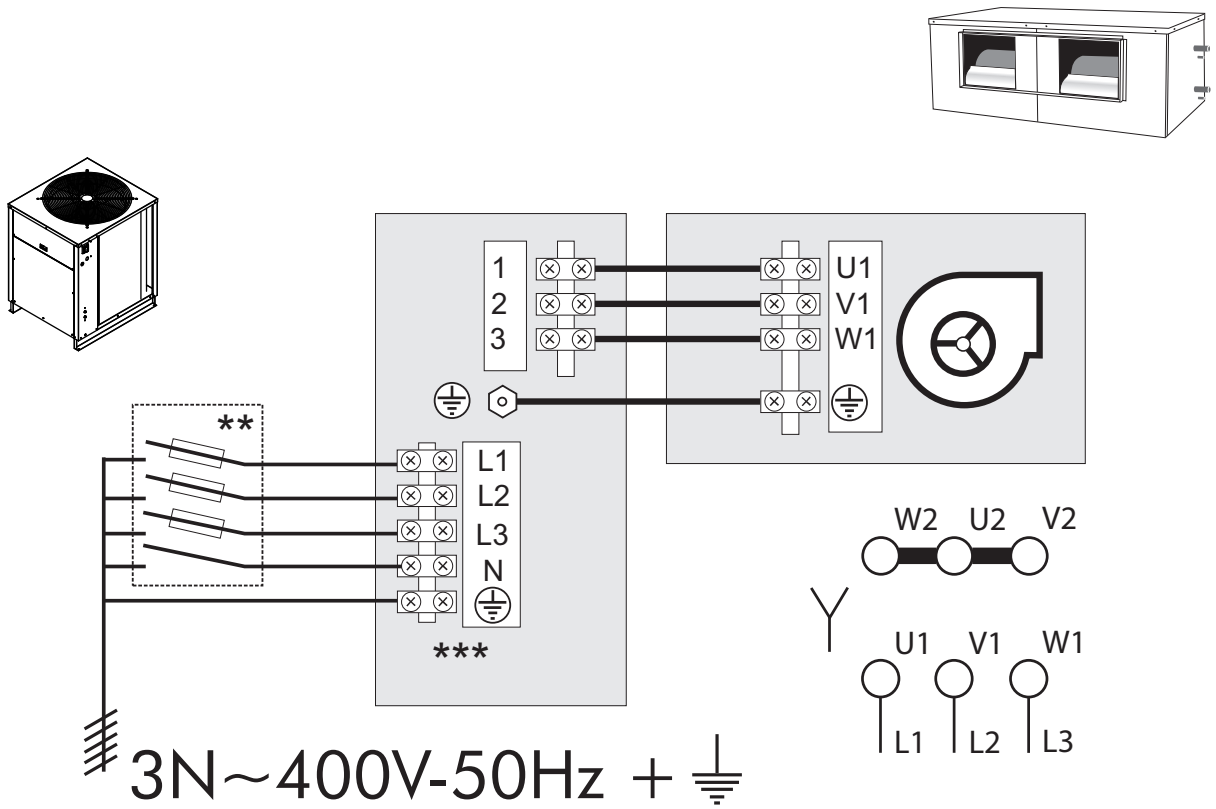 1
2
3
U1
V1
W1
**
L1
L2
L3
N
***
W2 U2 V2
U1 V1 W1
L1 L2 L3
3N~400V-50Hz +